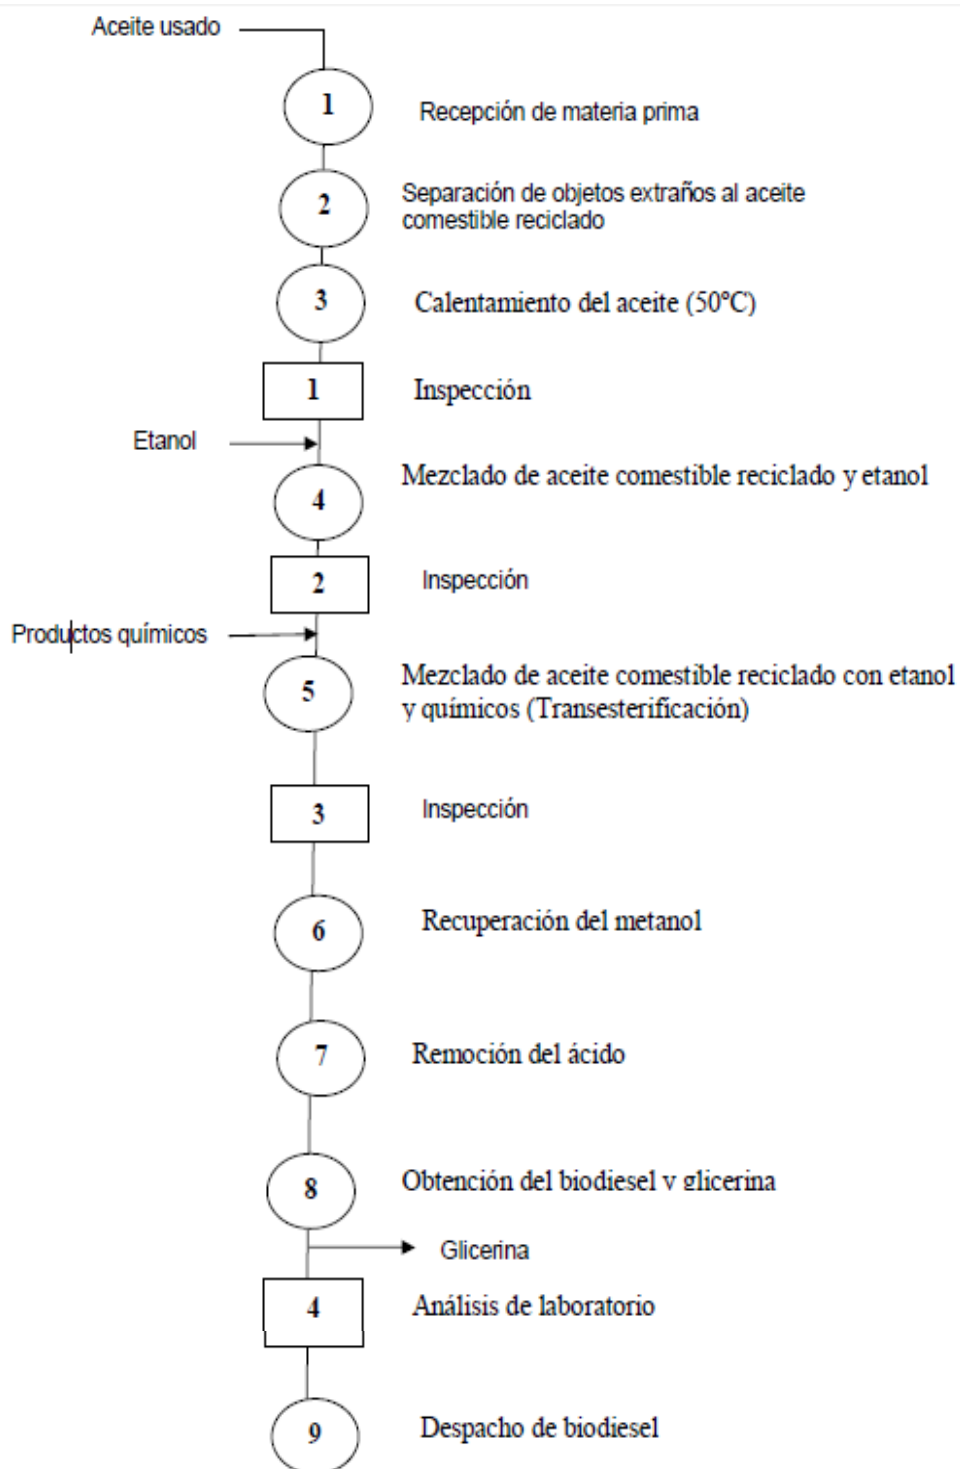 Aceite usado
1
Recepción de materia prima
2
Separación de objetos extraños al aceite
comestible reciclado
3
Calentamiento del aceite (50ºC)
1
Inspección
Etanol
4
Mezclado de aceite comestible reciclado y etanol
2
Inspección
Productos químicos
5
Mezclado de aceite comestible reciclado con etanol
y químicos (Transesterificación)
3
Inspección
6
Recuperación del metanol
7
Remoción del ácido
8
Obtención del biodiesel y glicerina
Glicerina
4
Análisis de laboratorio
9
Despacho de biodiesel